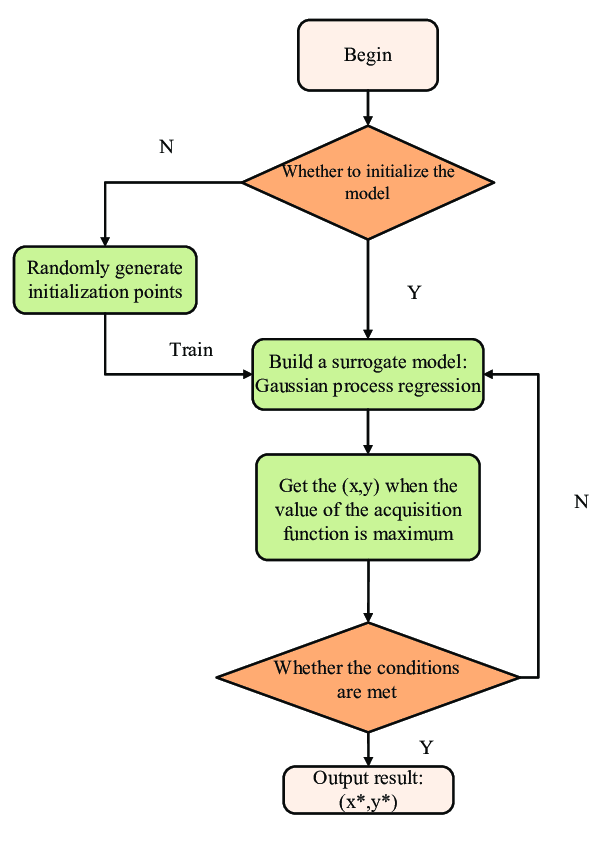 Begin
N
Whether to initialize the
model
Randomly generate
initialization points
Y
Train
Build a surrogate model:
Gaussian process regression
Get the (x,y) when the
value of the acquisition
function is maximum
N
Whether the conditions
are met
Y
Output result:
(x*,y*)